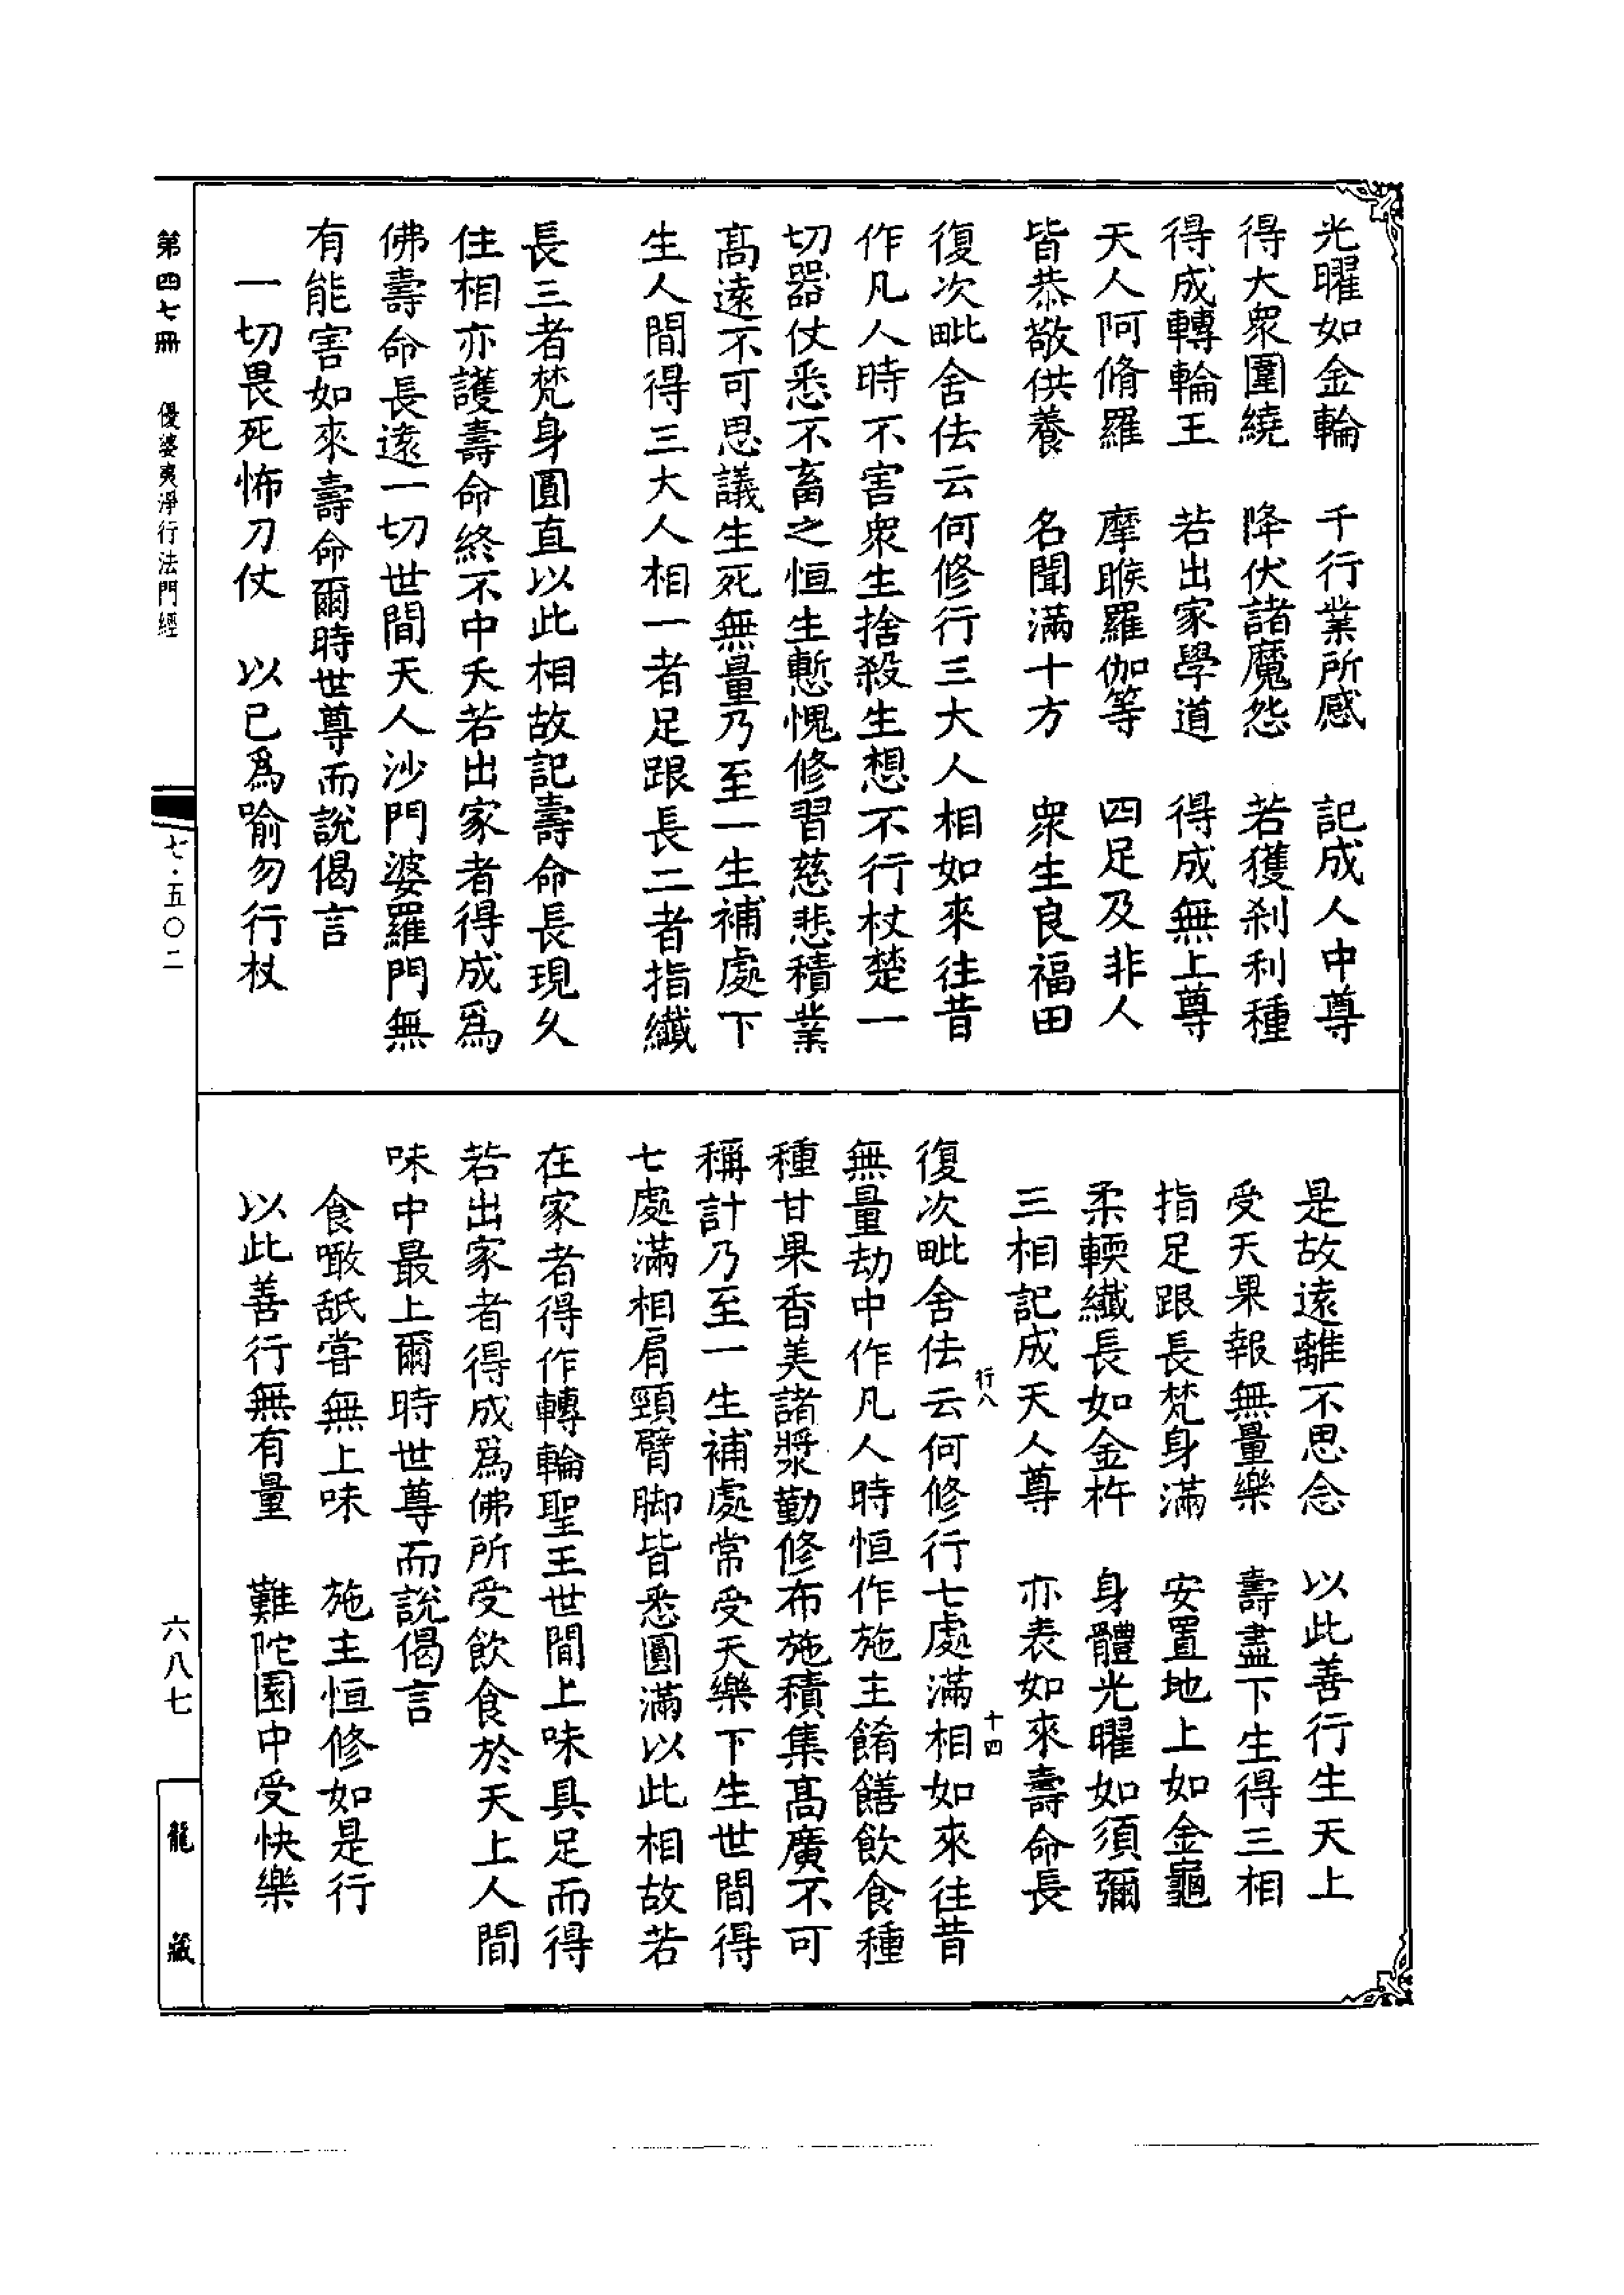 光曜如金輪　千行業所感　記成人中尊
得大衆圍繞　降伏諸魔怨　若獲刹利種
得成轉輪王　若出家學道　得成無上尊
天人阿脩羅　摩睺羅伽等　四足及非人
皆恭敬供養　名聞滿十方　衆生良福田
復次毗舍佉云何修行三大人相如來往昔
作凡人時不害衆生捨殺生想不行杖楚一
切器仗悉不畜之恒生慙愧修習慈悲積業
高遠不可思議生死無量乃至一生補處下
生人間得三大人相一者足跟長二者指纖
長三者梵身圓直以此相故記壽命長現久
住相亦護壽命終不中夭若出家者得成爲
佛壽命長遠一切世間天人沙門婆羅門無
有能害如來壽命爾時世尊而說偈言
一切畏死怖刀仗　以已爲喻勿行杖
是故遠離不思念　以此善行生天上
受天果報無量樂　壽盡下生得三相
指足跟長梵身滿　安置地上如金龜
柔輭纖長如金杵　身體光曜如須彌
三相記成天人尊　亦表如來壽命長
行八　十四
復次毗舍佉云何修行七處滿相如來往昔
無量劫中作凡人時恒作施主餚饍飲食種
種甘果香美諸漿勤修布施積集高廣不可
稱計乃至一生補處常受天樂下生世間得
七處滿相肩頸臂脚皆悉圓滿以此相故若
在家者得作轉輪聖王世間上味具足而得
若出家者得成爲佛所受飲食於天上人間
味中最上爾時世尊而說偈言
食噉舐甞無上味　施主恒修如是行
以此善行無有量　難陀園中受快樂
第四七冊　優婆夷淨行法門經
七·五〇二
六八七
龍藏